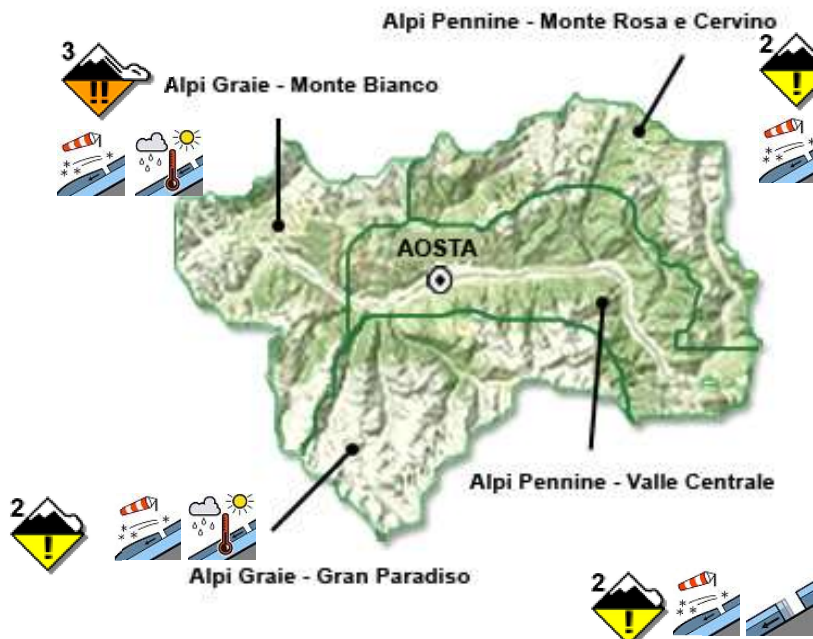 Alpi Pennine - Monte Rosa e Cervino
3
!!
2
!
Alpi Graie - Monte Bianco
AOSTA
Alpi Pennine - Valle Centrale
2
!
Alpi Graie - Gran Paradiso
2
!